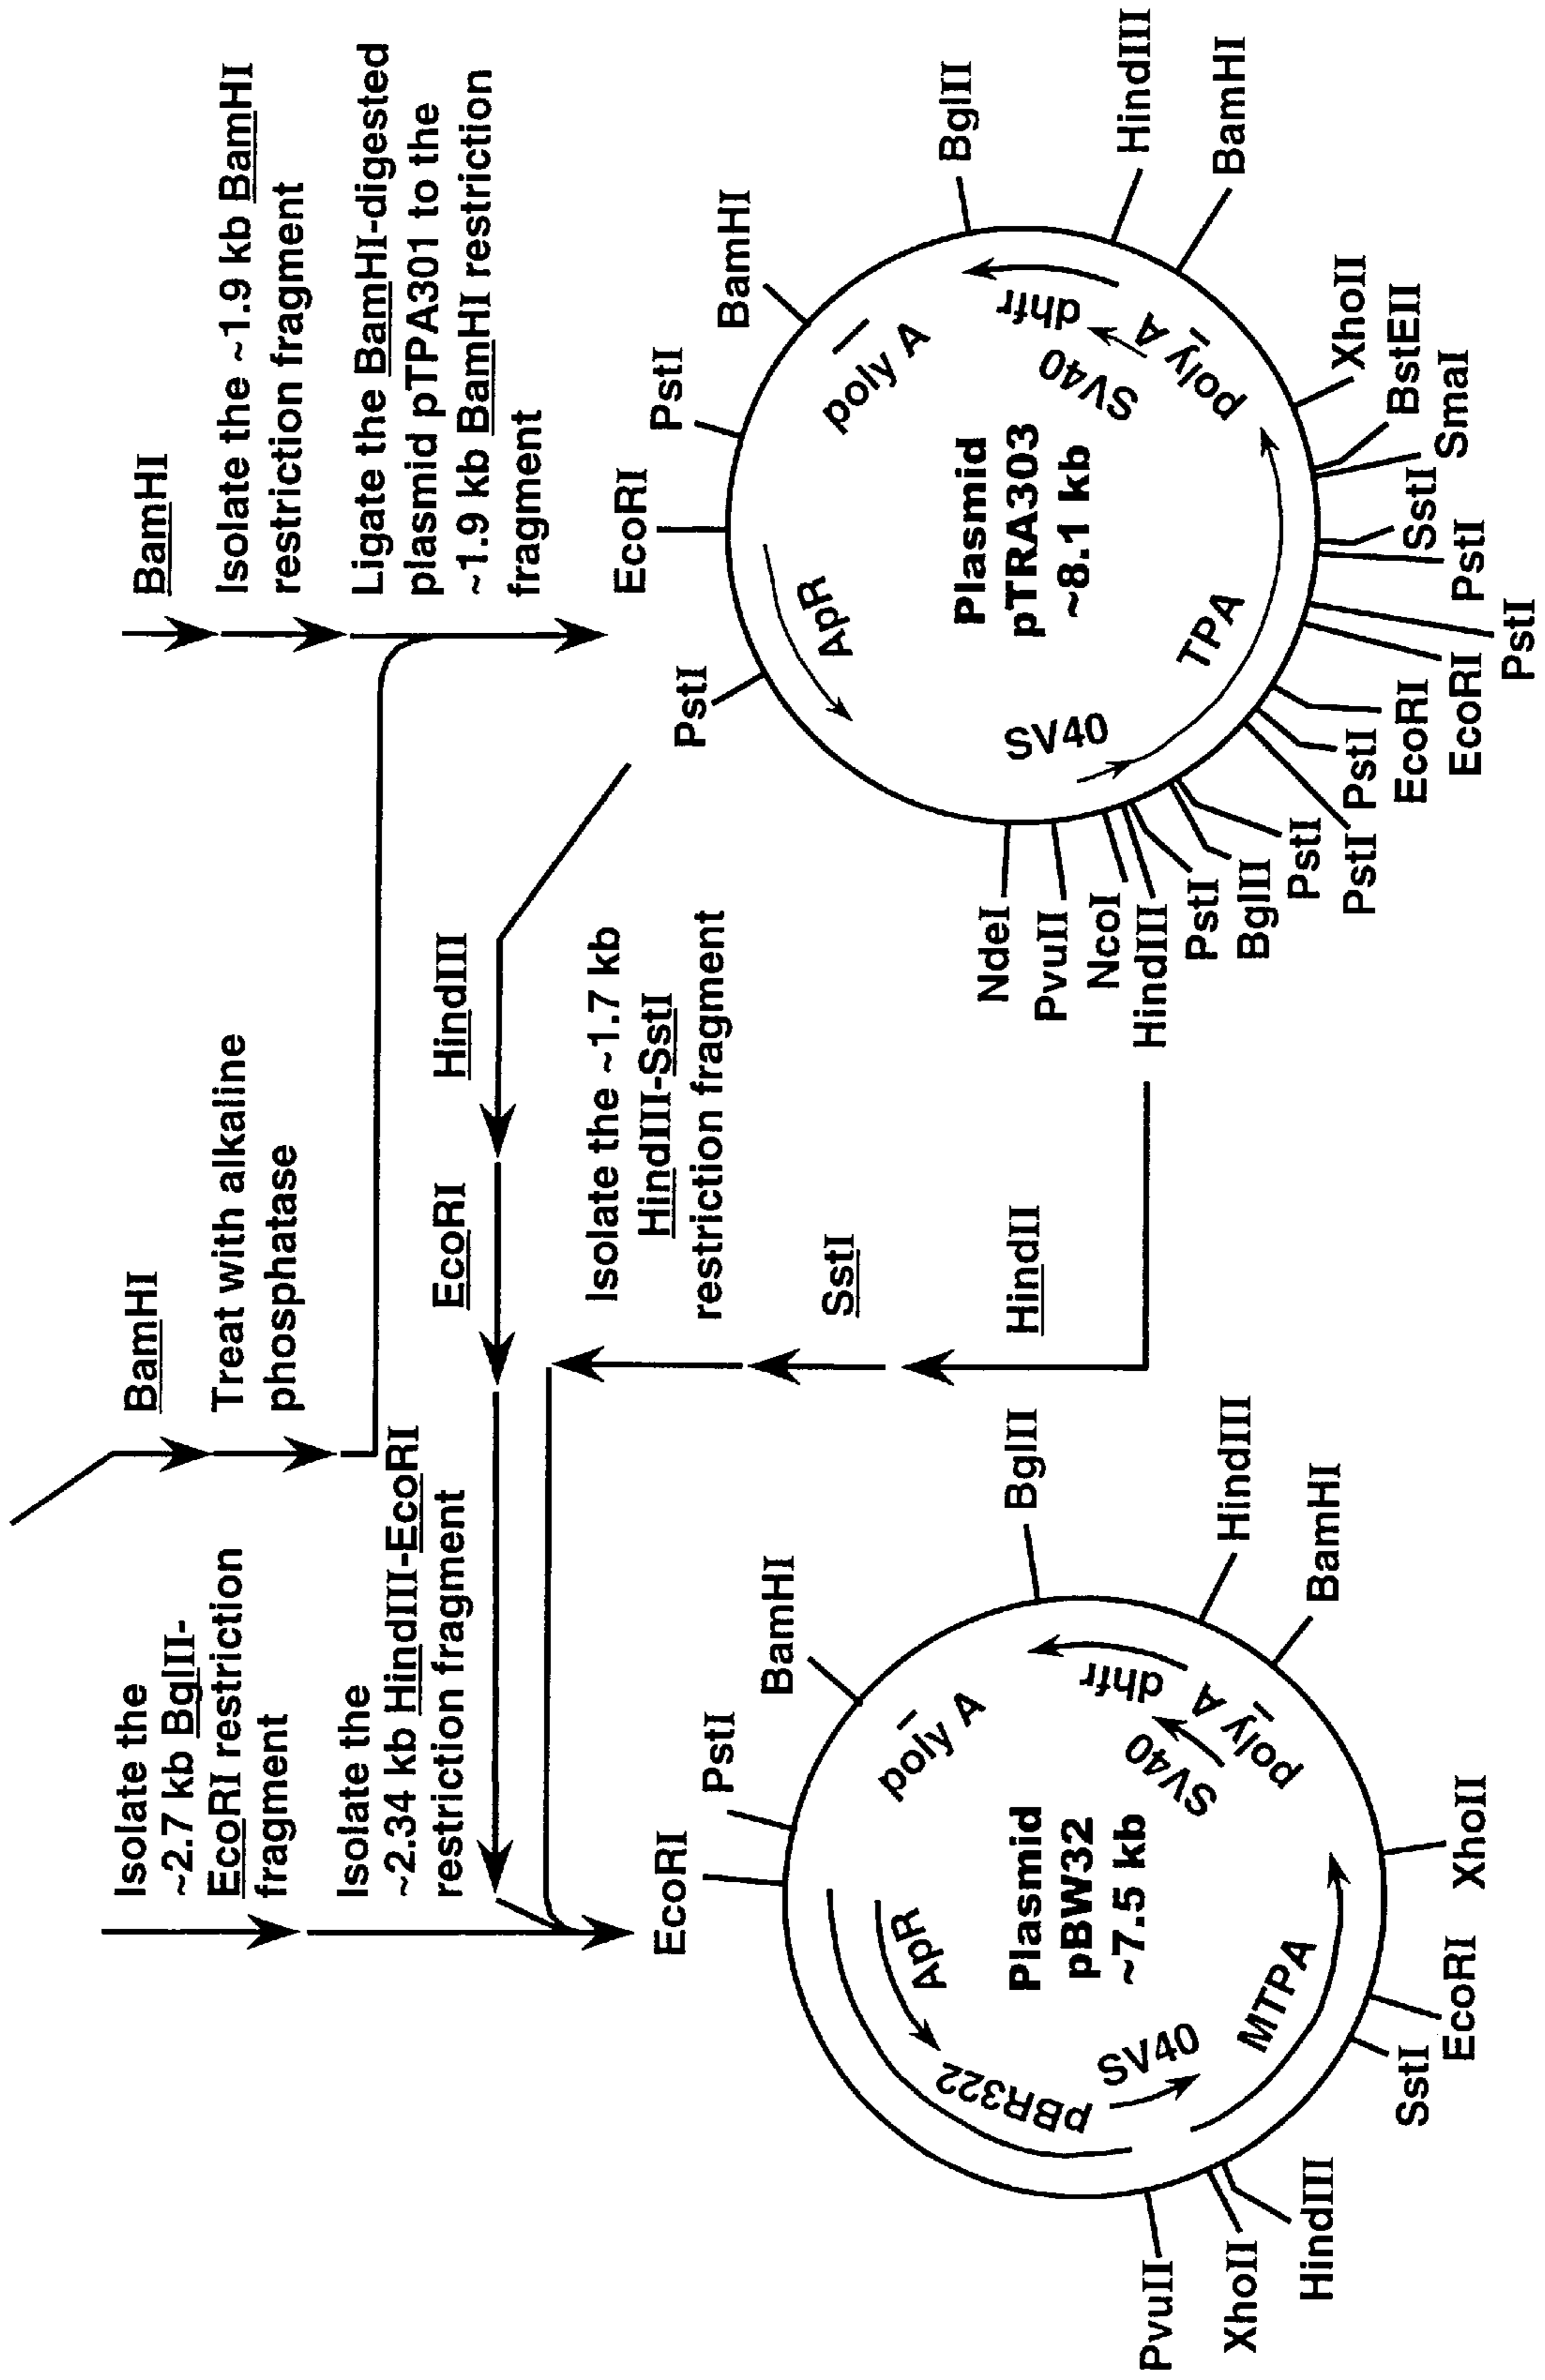 Isolate the
~2.7 kb BglII-
EcoRI restriction
fragment
Isolate the
~2.34 kb HindIII-EcoRI
restriction fragment
BamHI
Treat with alkaline
phosphatase
BamHI
Isolate the ~1.9 kb BamHI
restriction fragment
Ligate the BamHI-digested
plasmid pTPA301 to the
~1.9 kb BamHI restriction
fragment
HindIII
EcoRI
Isolate the ~1.7 kb
HindIII-SstI
restriction fragment
SstI
HindII
EcoRI
PstI
BamHI
BglII
HindIII
BamHI
XhoII
EcoRI
SstI
HindIII
XhoII
PvuII
poly A
dhfr
SV40
poly A
ApR
pBR322
SV40
MTPA
Plasmid
pBW32
~7.5 kb
PstI
EcoRI
PstI
BamHI
BglII
HindIII
BamHI
XhoII
BstEII
SmaI
SstI
PstI
PstI
EcoRI
EcoRI
PstI
PstI
PstI
BglII
PstI
HindIII
NcoI
PvuII
NdeI
poly A
dhfr
SV40
poly A
ApR
SV40
TPA
Plasmid
pTRA303
~8.1 kb